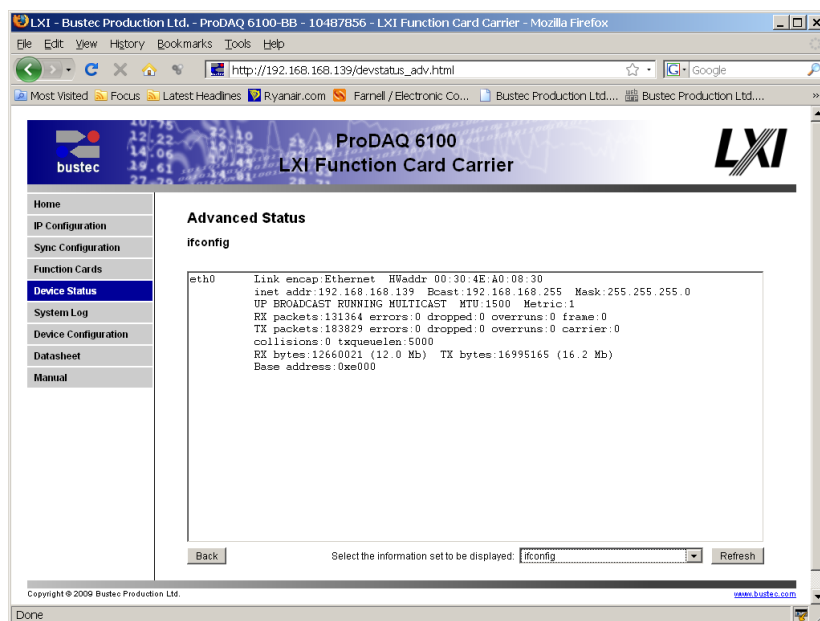 LXI - Bustec Production Ltd. - ProDAQ 6100-BB - 10487856 - LXI Function Card Carrier - Mozilla Firefox
File Edit View History Bookmarks Tools Help
http://192.168.168.139/devstatus_adv.html
G Google
Most Visited Focus Latest Headlines Ryanair.com Farnell / Electronic Co... Bustec Production Ltd.... Bustec Production Ltd.... »
bustec
ProDAQ 6100
LXI Function Card Carrier
LXI
Home
IP Configuration
Sync Configuration
Function Cards
Device Status
System Log
Device Configuration
Datasheet
Manual
Advanced Status
ifconfig
eth0 Link encap:Ethernet HWaddr 00:30:4E:A0:08:30
inet addr:192.168.168.139 Bcast:192.168.168.255 Mask:255.255.255.0
UP BROADCAST RUNNING MULTICAST MTU:1500 Metric:1
RX packets:131364 errors:0 dropped:0 overruns:0 frame:0
TX packets:183829 errors:0 dropped:0 overruns:0 carrier:0
collisions:0 txqueuelen:5000
RX bytes:12660021 (12.0 Mb) TX bytes:16995165 (16.2 Mb)
Base address:0xe000
Back Select the information set to be displayed: ifconfig Refresh
Copyright © 2009 Bustec Production Ltd. www.bustec.com
Done